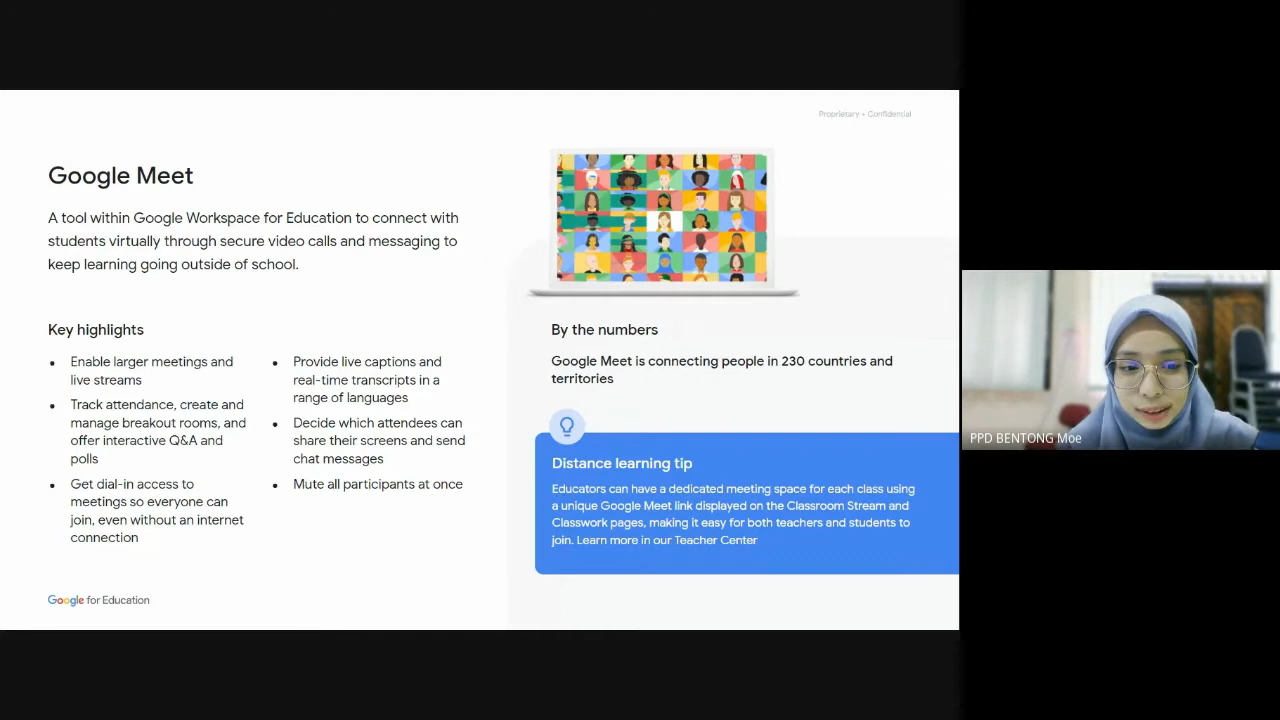 Proprietary + Confidential
Google Meet
A tool within Google Workspace for Education to connect with
students virtually through secure video calls and messaging to
keep learning going outside of school.
Key highlights
• Enable larger meetings and
live streams
• Track attendance, create and
manage breakout rooms, and
offer interactive Q&A and
polls
• Get dial-in access to
meetings so everyone can
join, even without an internet
connection
• Provide live captions and
real-time transcripts in a
range of languages
• Decide which attendees can
share their screens and send
chat messages
• Mute all participants at once
By the numbers
Google Meet is connecting people in 230 countries and
territories
Distance learning tip
Educators can have a dedicated meeting space for each class using
a unique Google Meet link displayed on the Classroom Stream and
Classwork pages, making it easy for both teachers and students to
join. Learn more in our Teacher Center
Google for Education
PPD BENTONG Moe